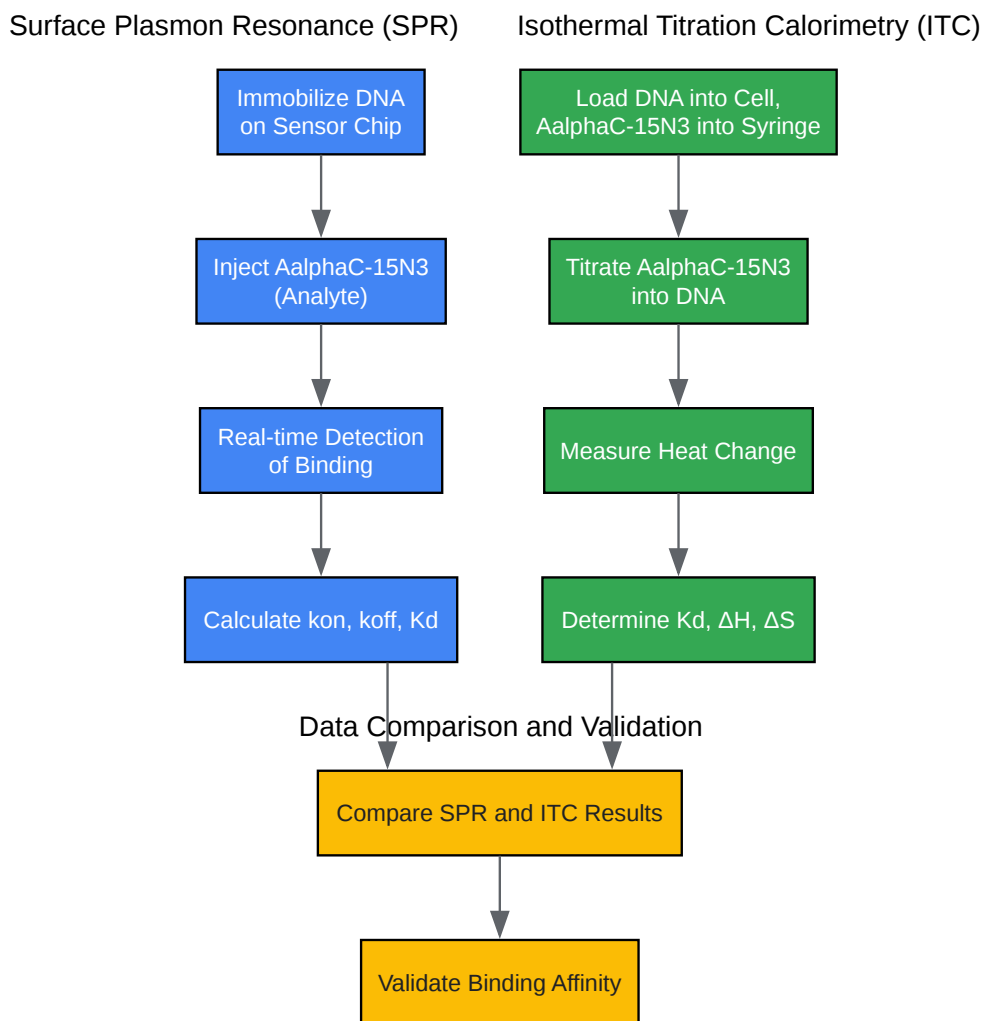 Surface Plasmon Resonance (SPR)
Immobilize DNA
on Sensor Chip
Inject AalphaC-15N3
(Analyte)
Real-time Detection
of Binding
Calculate kon, koff, Kd
Isothermal Titration Calorimetry (ITC)
Load DNA into Cell,
AalphaC-15N3 into Syringe
Titrate AalphaC-15N3
into DNA
Measure Heat Change
Determine Kd, ΔH, ΔS
Data Comparison and Validation
Compare SPR and ITC Results
Validate Binding Affinity